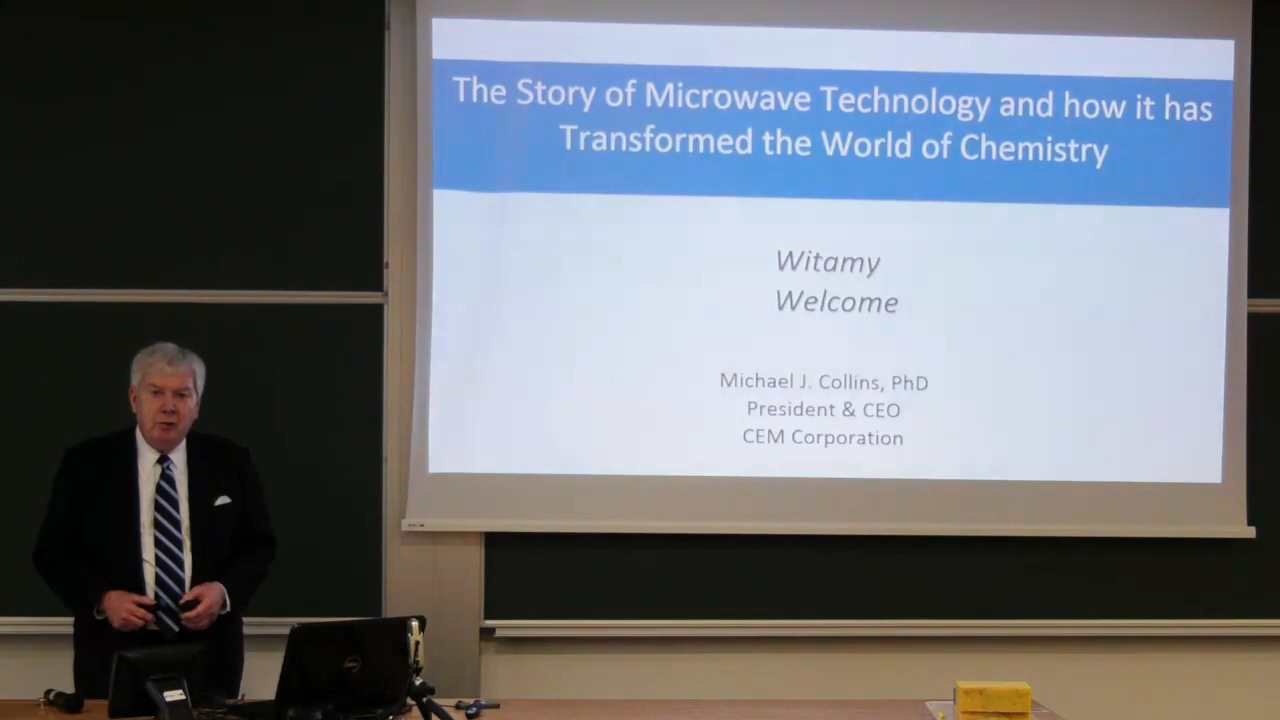 The Story of Microwave Technology and how it has
Transformed the World of Chemistry
Witamy
Welcome
Michael J. Collins, PhD
President & CEO
CEM Corporation
DELL